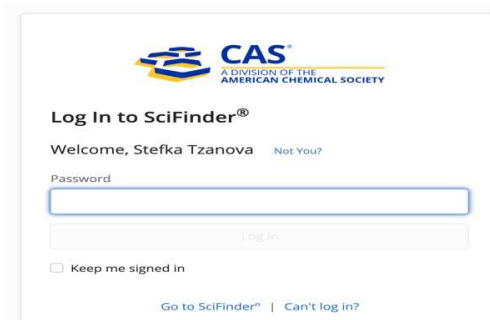 CAS®
A DIVISION OF THE
AMERICAN CHEMICAL SOCIETY
Log In to SciFinder®
Welcome, Stefka Tzanova Not You?
Password
Log in
Keep me signed in
Go to SciFinderⁿ | Can't log in?